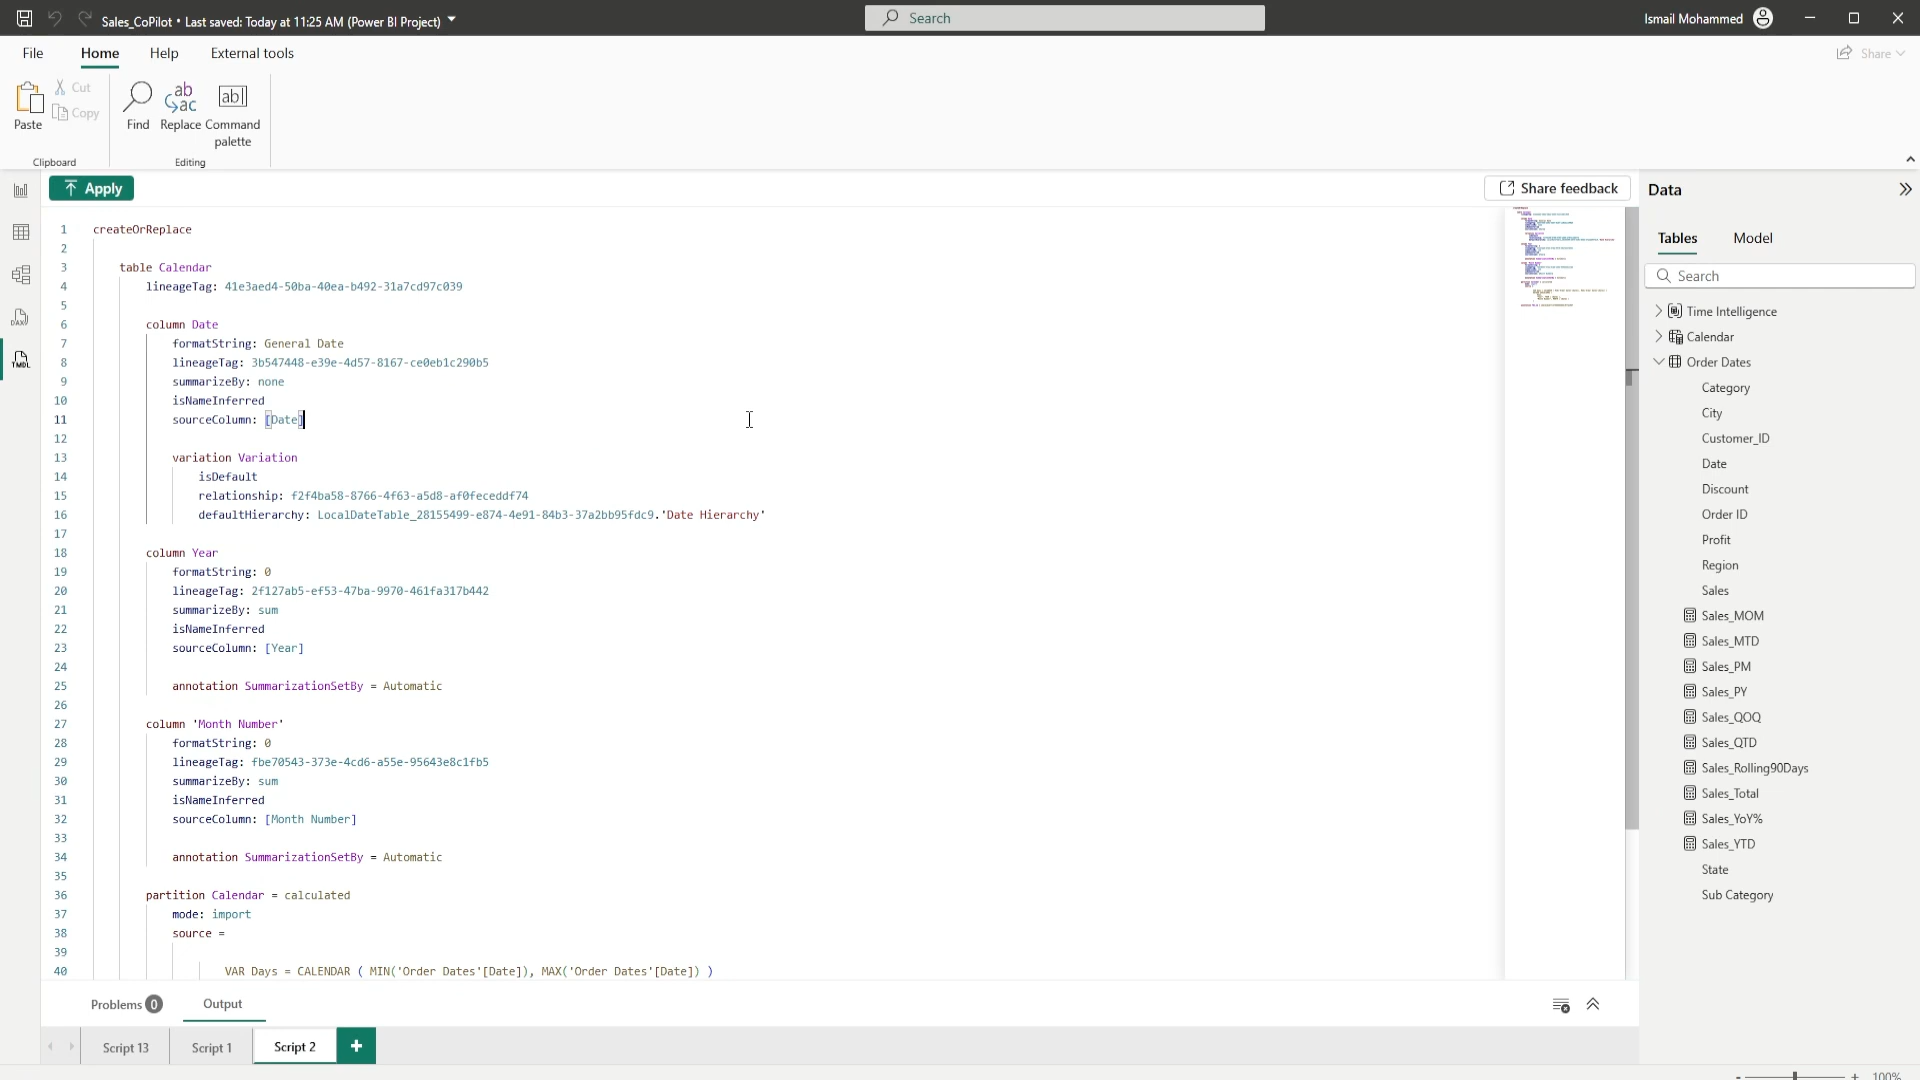 Sales_CoPilot • Last saved: Today at 11:25 AM (Power BI Project)
Search
Ismail Mohammed
File
Home
Help
External tools
Share
Paste
Cut
Copy
Find
Replace
Command palette
Clipboard
Editing
Apply
Share feedback
1 createOrReplace
2
3 table Calendar
4 lineageTag: 41e3aed4-50ba-40ea-b492-31a7cd97c039
5
6 column Date
7 formatString: General Date
8 lineageTag: 3b547448-e39e-4d57-8167-ce0eb1c290b5
9 summarizeBy: none
10 isNameInferred
11 sourceColumn: [Date]
12
13 variation Variation
14 isDefault
15 relationship: f2f4ba58-8766-4f63-a5d8-af0feceddf74
16 defaultHierarchy: LocalDateTable_28155499-e874-4e91-84b3-37a2bb95fdc9.'Date Hierarchy'
17
18 column Year
19 formatString: 0
20 lineageTag: 2f127ab5-ef53-47ba-9970-461fa317b442
21 summarizeBy: sum
22 isNameInferred
23 sourceColumn: [Year]
24
25 annotation SummarizationSetBy = Automatic
26
27 column 'Month Number'
28 formatString: 0
29 lineageTag: fbe70543-373e-4cd6-a55e-95643e8c1fb5
30 summarizeBy: sum
31 isNameInferred
32 sourceColumn: [Month Number]
33
34 annotation SummarizationSetBy = Automatic
35
36 partition Calendar = calculated
37 mode: import
38 source =
39
40 VAR Days = CALENDAR ( MIN('Order Dates'[Date]), MAX('Order Dates'[Date]) )
Problems 0
Output
Script 13
Script 1
Script 2
+
DAX
TMDL
Data
Tables
Model
Search
Time Intelligence
Calendar
Order Dates
Category
City
Customer_ID
Date
Discount
Order ID
Profit
Region
Sales
Sales_MOM
Sales_MTD
Sales_PM
Sales_PY
Sales_QOQ
Sales_QTD
Sales_Rolling90Days
Sales_Total
Sales_YoY%
Sales_YTD
State
Sub Category
100%